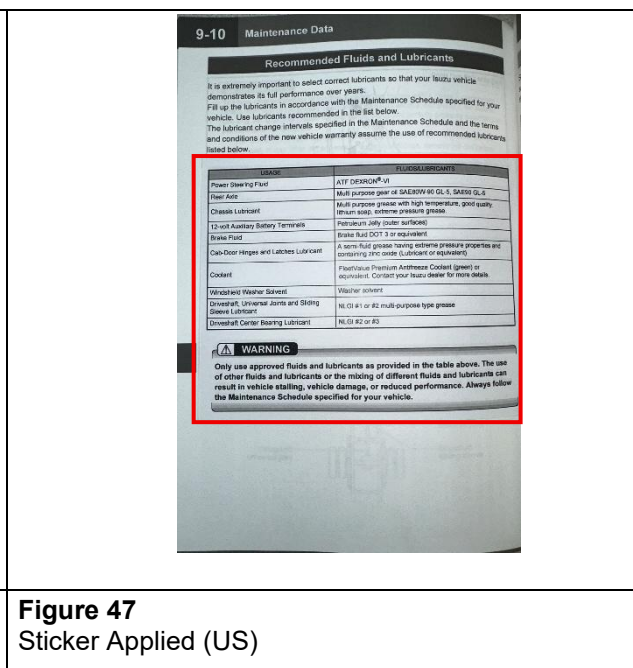 9-10 Maintenance Data
Recommended Fluids and Lubricants
It is extremely important to select correct lubricants so that your Isuzu vehicle
demonstrates its full performance over years.
Fill up the lubricants in accordance with the Maintenance Schedule specified for your
vehicle. Use lubricants recommended in the list below.
The lubricant change intervals specified in the Maintenance Schedule and the terms
and conditions of the new vehicle warranty assume the use of recommended lubricants
listed below.
USAGE FLUIDS/LUBRICANTS
Power Steering Fluid ATF DEXRON®-VI
Rear Axle Multi purpose gear oil SAE80W-90 GL-5, SAE90 GL-5
Chassis Lubricant Multi purpose grease with high temperature, good quality,
lithium soap, extreme pressure grease
12-volt Auxiliary Battery Terminals Petroleum Jelly (outer surfaces)
Brake Fluid Brake fluid DOT 3 or equivalent
Cab-Door Hinges and Latches Lubricant A semi-fluid grease having extreme pressure properties and
containing zinc oxide (Lubricant or equivalent)
Coolant FleetValue Premium Antifreeze Coolant (green) or
equivalent. Contact your Isuzu dealer for more details.
Windshield Washer Solvent Washer solvent
Driveshaft, Universal Joints and Sliding
Sleeve Lubricant NLGI #1 or #2 multi-purpose type grease
Driveshaft Center Bearing Lubricant NLGI #2 or #3
WARNING
Only use approved fluids and lubricants as provided in the table above. The use
of other fluids and lubricants or the mixing of different fluids and lubricants can
result in vehicle stalling, vehicle damage, or reduced performance. Always follow
the Maintenance Schedule specified for your vehicle.
Figure 47
Sticker Applied (US)